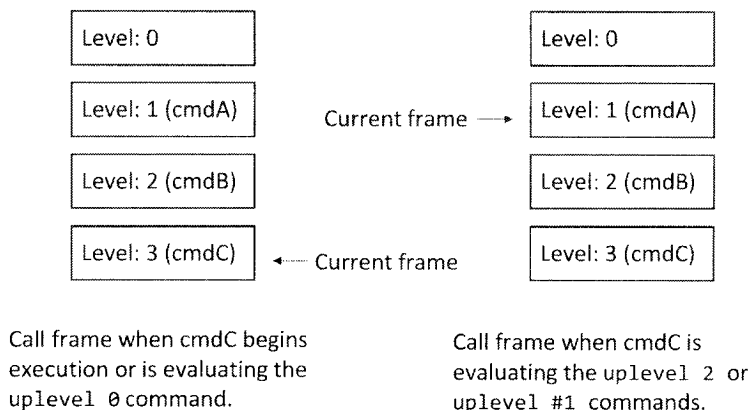 Level: 0
Level: 1 (cmdA)
Level: 2 (cmdB)
Level: 3 (cmdC)
Current frame
Call frame when cmdC begins
execution or is evaluating the
uplevel 0 command.
Level: 0
Current frame
Level: 1 (cmdA)
Level: 2 (cmdB)
Level: 3 (cmdC)
Call frame when cmdC is
evaluating the uplevel 2 or
uplevel #1 commands.